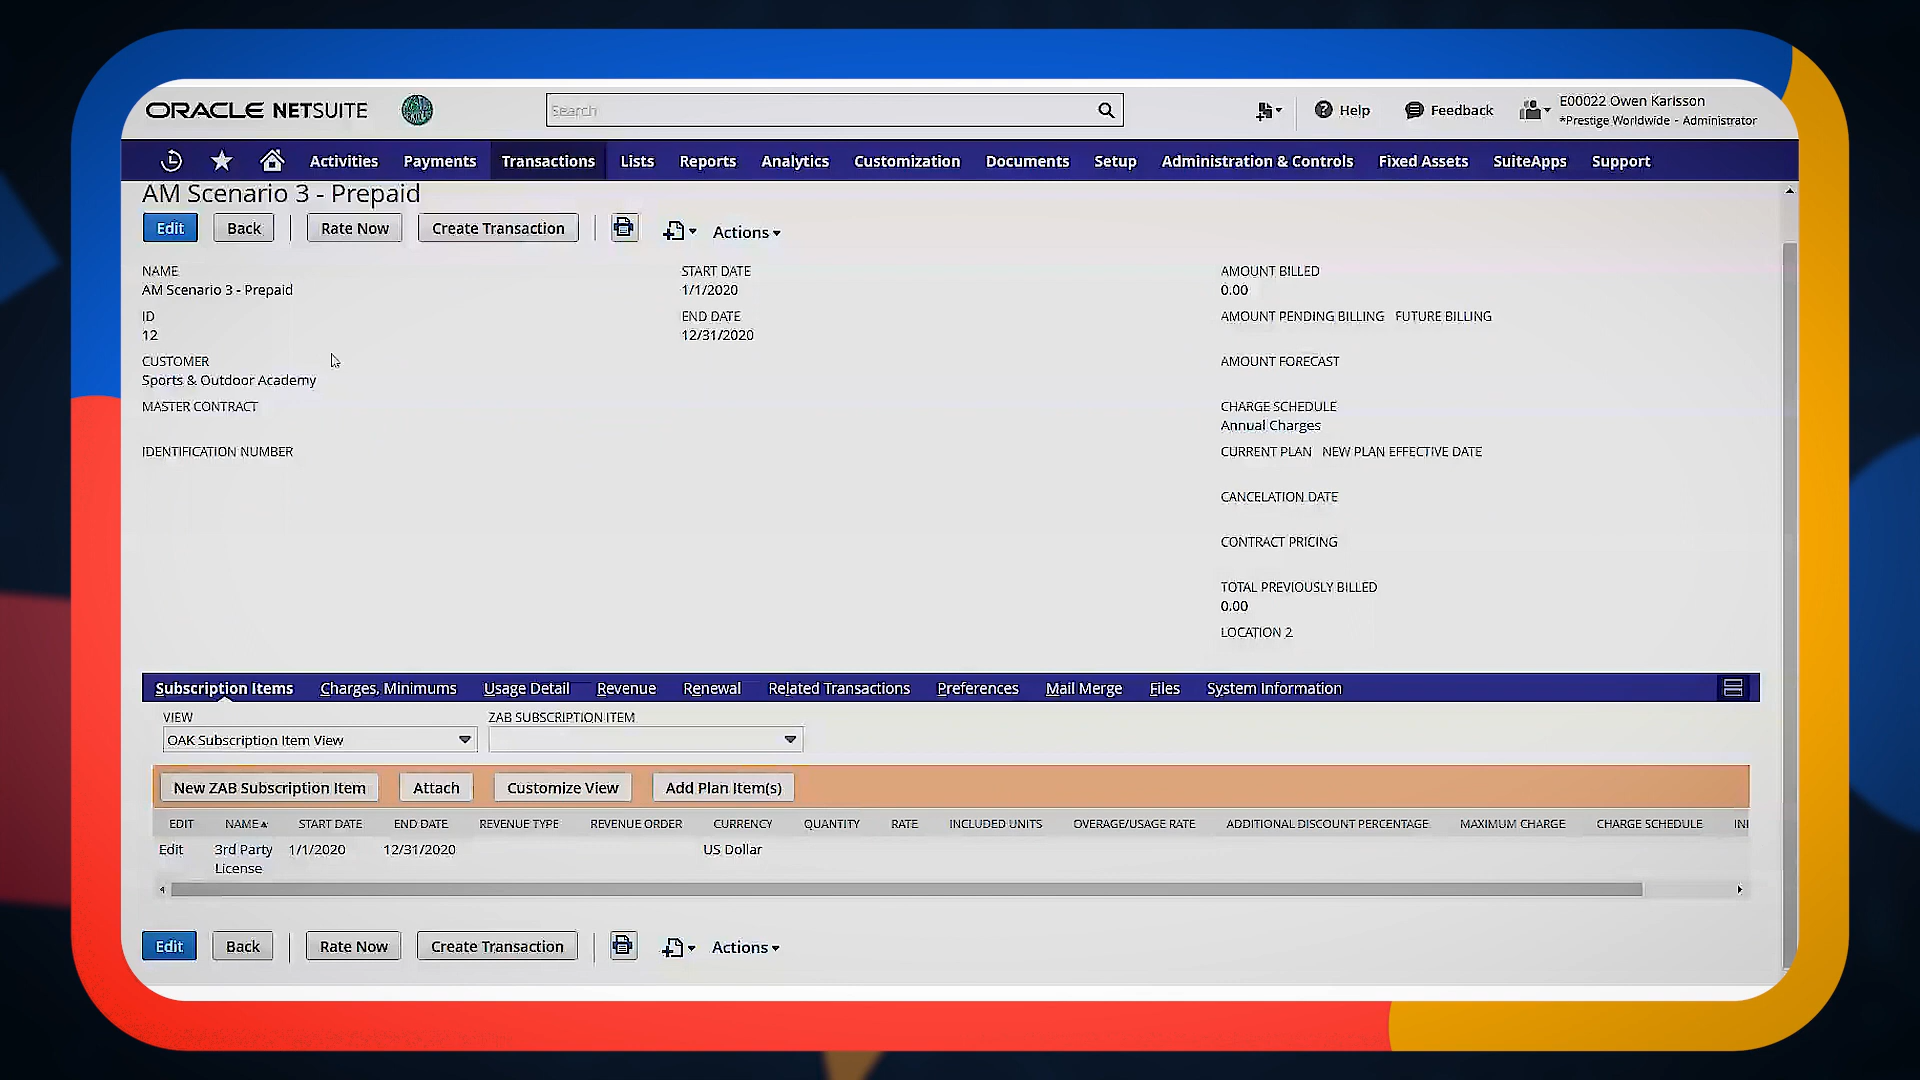 ORACLE NETSUITE
Search
Help
Feedback
E00022 Owen Karlsson
*Prestige Worldwide - Administrator
Activities Payments Transactions Lists Reports Analytics Customization Documents Setup Administration & Controls Fixed Assets SuiteApps Support
AM Scenario 3 - Prepaid
Edit Back Rate Now Create Transaction Actions
NAME
AM Scenario 3 - Prepaid
ID
12
CUSTOMER
Sports & Outdoor Academy
MASTER CONTRACT
IDENTIFICATION NUMBER
START DATE
1/1/2020
END DATE
12/31/2020
AMOUNT BILLED
0.00
AMOUNT PENDING BILLING FUTURE BILLING
AMOUNT FORECAST
CHARGE SCHEDULE
Annual Charges
CURRENT PLAN NEW PLAN EFFECTIVE DATE
CANCELATION DATE
CONTRACT PRICING
TOTAL PREVIOUSLY BILLED
0.00
LOCATION 2
Subscription Items Charges, Minimums Usage Detail Revenue Renewal Related Transactions Preferences Mail Merge Files System Information
VIEW ZAB SUBSCRIPTION ITEM
OAK Subscription Item View
New ZAB Subscription Item Attach Customize View Add Plan Item(s)
EDIT NAME START DATE END DATE REVENUE TYPE REVENUE ORDER CURRENCY QUANTITY RATE INCLUDED UNITS OVERAGE/USAGE RATE ADDITIONAL DISCOUNT PERCENTAGE MAXIMUM CHARGE CHARGE SCHEDULE
Edit 3rd Party 1/1/2020 12/31/2020 US Dollar
License
Edit Back Rate Now Create Transaction Actions